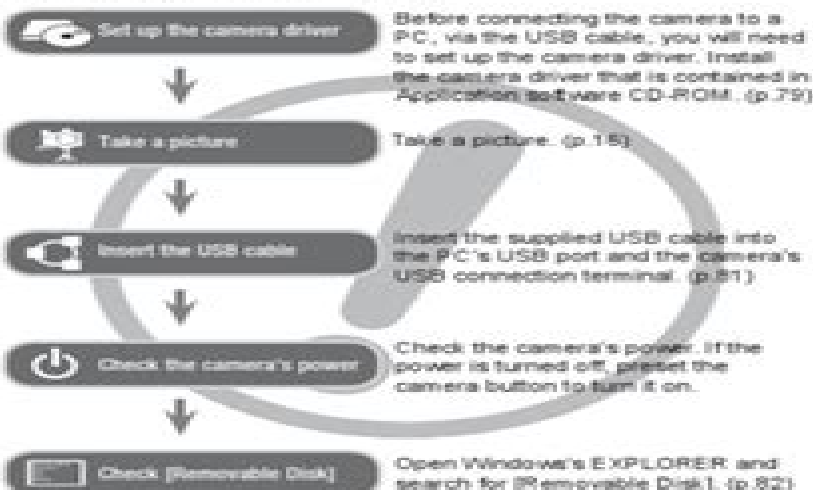 Set up the camera driver
Before connecting the camera to a
PC, via the USB cable, you will need
to set up the camera driver. Install
the camera driver that is contained in
Application software CD-ROM. (p.79)
Take a picture
Take a picture. (p.15)
Insert the USB cable
Insert the supplied USB cable into
the PC's USB port and the camera's
USB connection terminal. (p.81)
Check the camera's power
Check the camera's power. If the
power is turned off, preset the
camera button to turn it on.
Check [Removable Disk]
Open Windows's EXPLORER and
search for [Removable Disk]. (p.82)